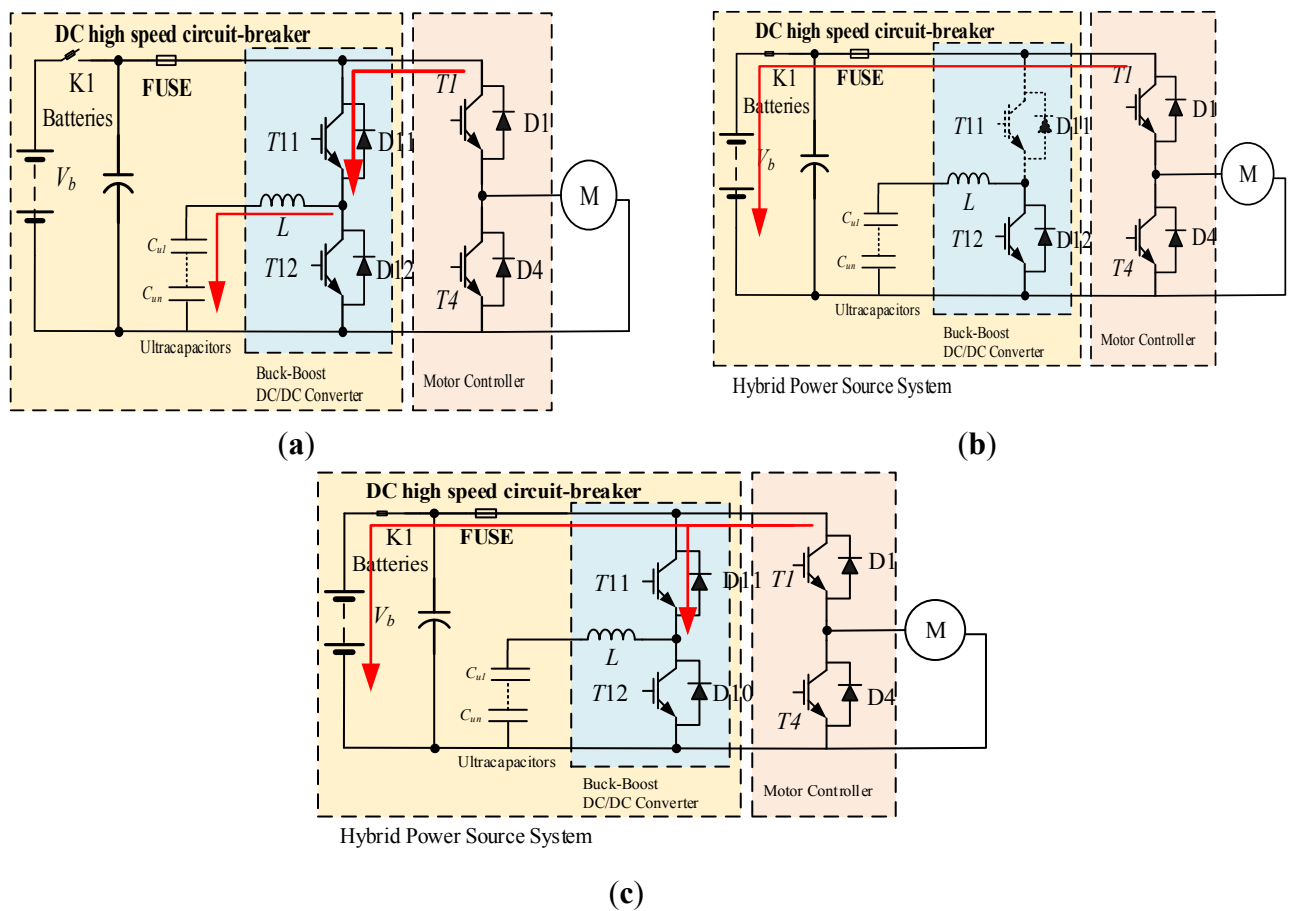 DC high speed circuit-breaker
K1
FUSE
Batteries
Vb
T11
D11
T1
D1
M
L
Cu1
Cun
T12
D12
T4
D4
Ultracapacitors
Buck-Boost
DC/DC Converter
Motor Controller
(a)
DC high speed circuit-breaker
K1
FUSE
Batteries
Vb
T11
D11
T1
D1
M
L
Cu1
Cun
T12
D12
T4
D4
Ultracapacitors
Buck-Boost
DC/DC Converter
Motor Controller
Hybrid Power Source System
(b)
DC high speed circuit-breaker
K1
FUSE
Batteries
Vb
T11
D11
T1
D1
M
L
Cu1
Cun
T12
D10
T4
D4
Ultracapacitors
Buck-Boost
DC/DC Converter
Motor Controller
Hybrid Power Source System
(c)